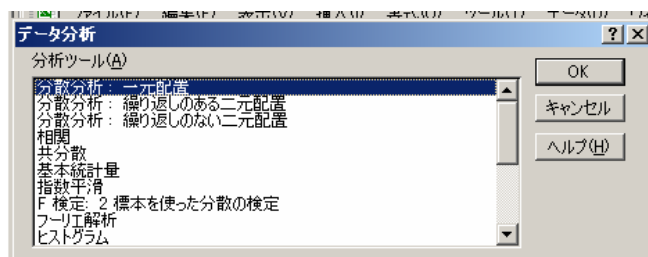 データ分析
分析ツール(A)
分散分析: 一元配置
分散分析: 繰り返しのある二元配置
分散分析: 繰り返しのない二元配置
相関
共分散
基本統計量
指数平滑
F 検定: 2 標本を使った分散の検定
フーリエ解析
ヒストグラム
OK
キャンセル
ヘルプ(H)